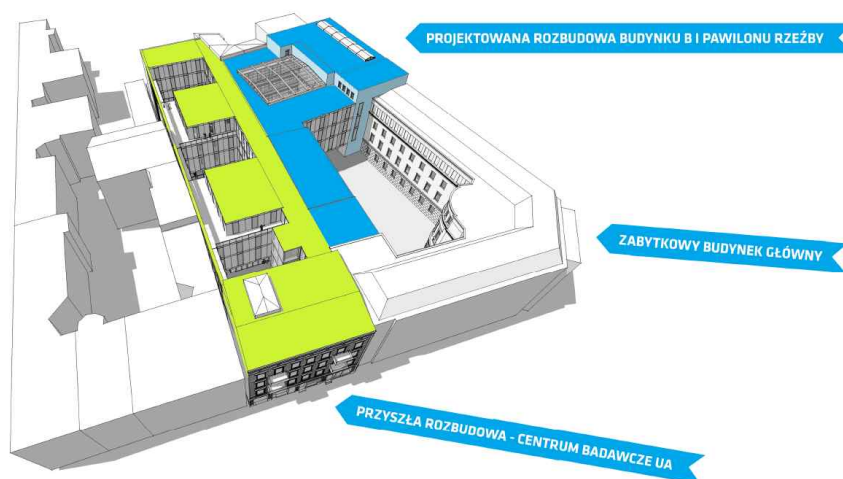 PROJEKTOWANA ROZBUDOWA BUDYNKU B I PAWILONU RZEŹBY
ZABYTKOWY BUDYNEK GŁÓWNY
PRZYSZŁA ROZBUDOWA - CENTRUM BADAWCZE UA